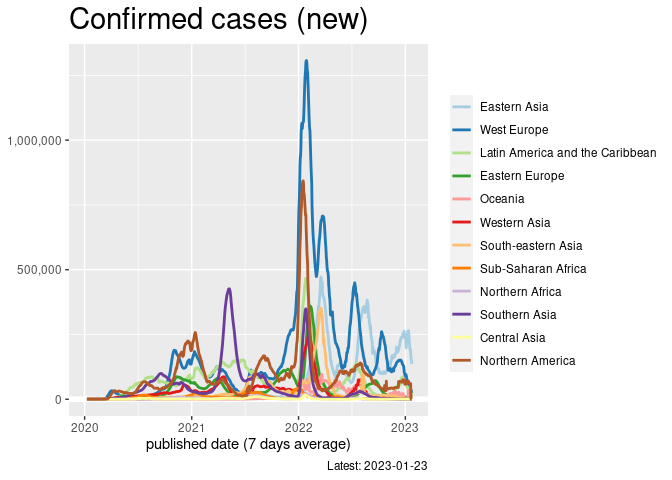 Confirmed cases (new)
1,000,000
500,000
0
2020
2021
2022
2023
published date (7 days average)
Latest: 2023-01-23
Eastern Asia
West Europe
Latin America and the Caribbean
Eastern Europe
Oceania
Western Asia
South-eastern Asia
Sub-Saharan Africa
Northern Africa
Southern Asia
Central Asia
Northern America